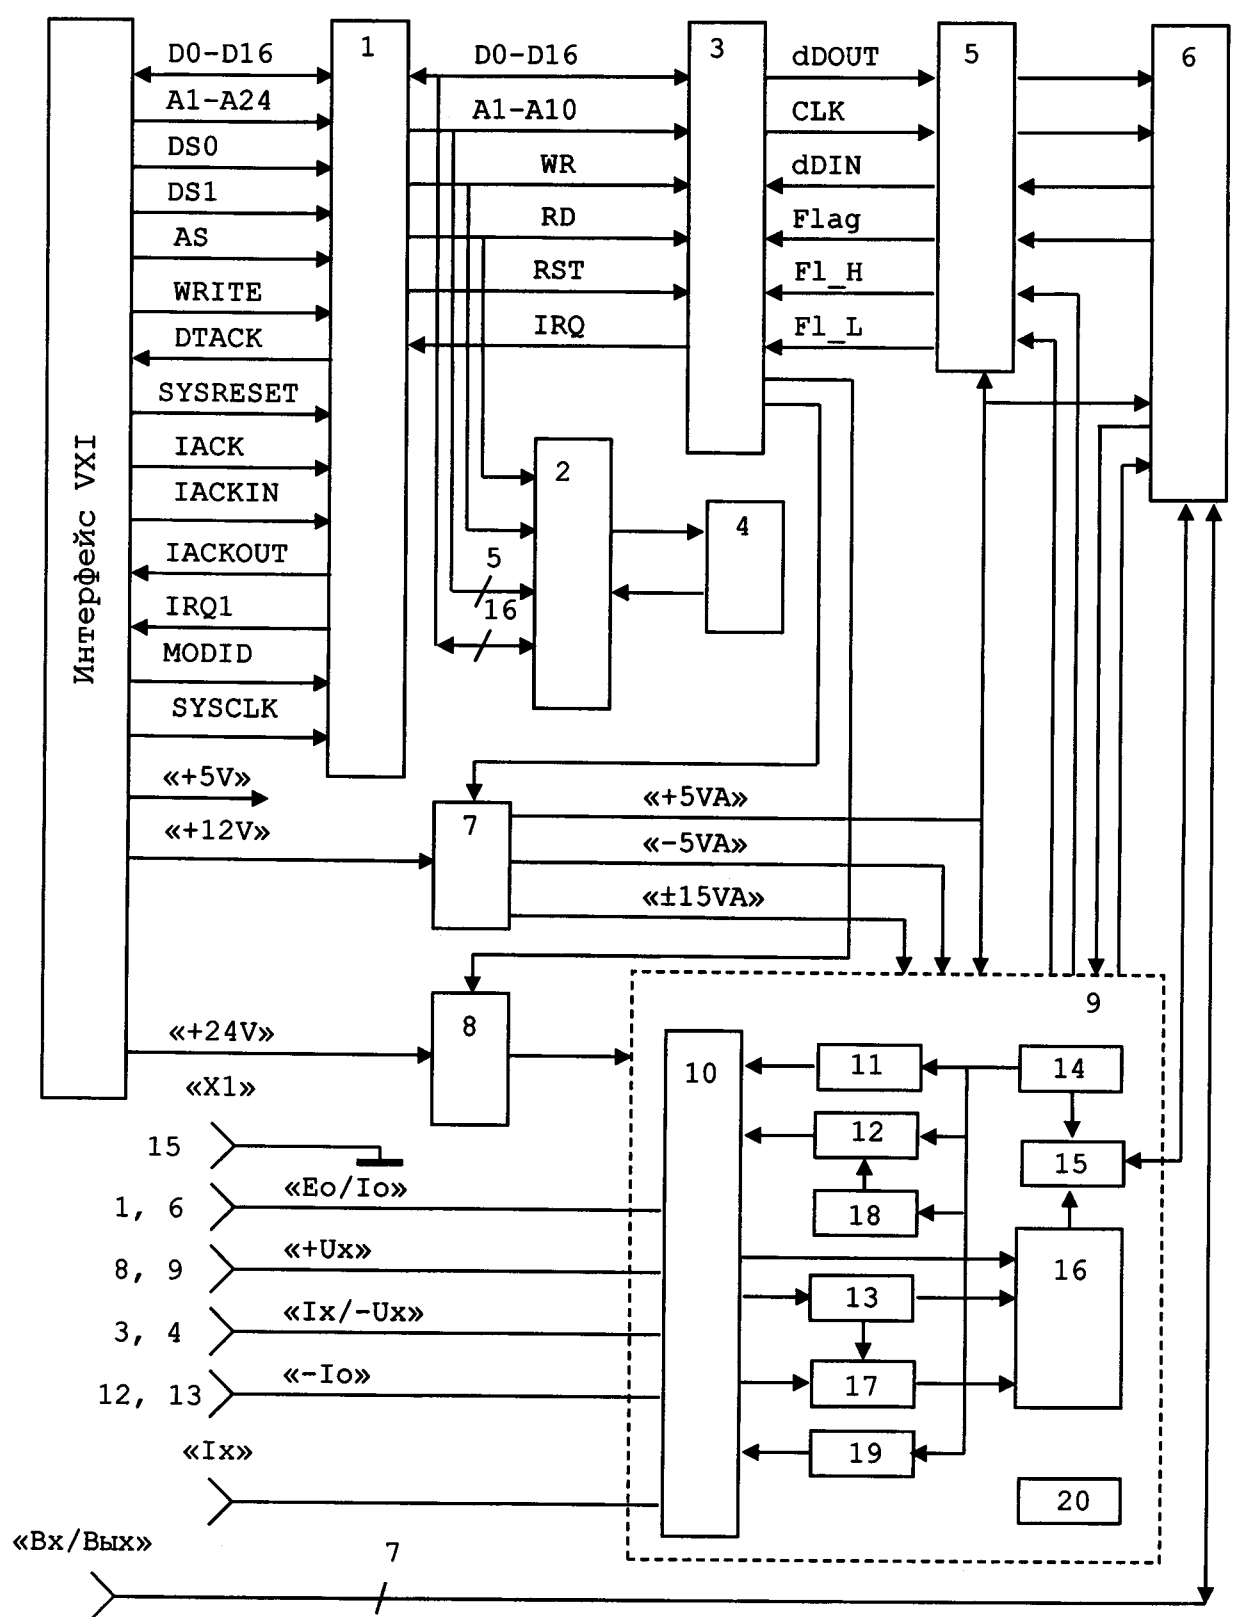 1
3
5
6
D0-D16
D0-D16
dDOUT
A1-A24
A1-A10
CLK
DS0
WR
dDIN
DS1
RD
Flag
AS
RST
Fl_H
WRITE
IRQ
Fl_L
DTACK
SYSRESET
IACK
IACKIN
IACKOUT
IRQ1
MODID
SYSCLK
Интерфейс VXI
2
4
5
16
«+5V»
«+12V»
7
«+5VA»
«-5VA»
«±15VA»
«+24V»
8
9
«X1»
15
1, 6
«Eo/Io»
8, 9
«+Ux»
3, 4
«Ix/-Ux»
12, 13
«-Io»
«Ix»
10
11
14
12
15
18
16
13
17
19
20
«Вх/Вых»
7